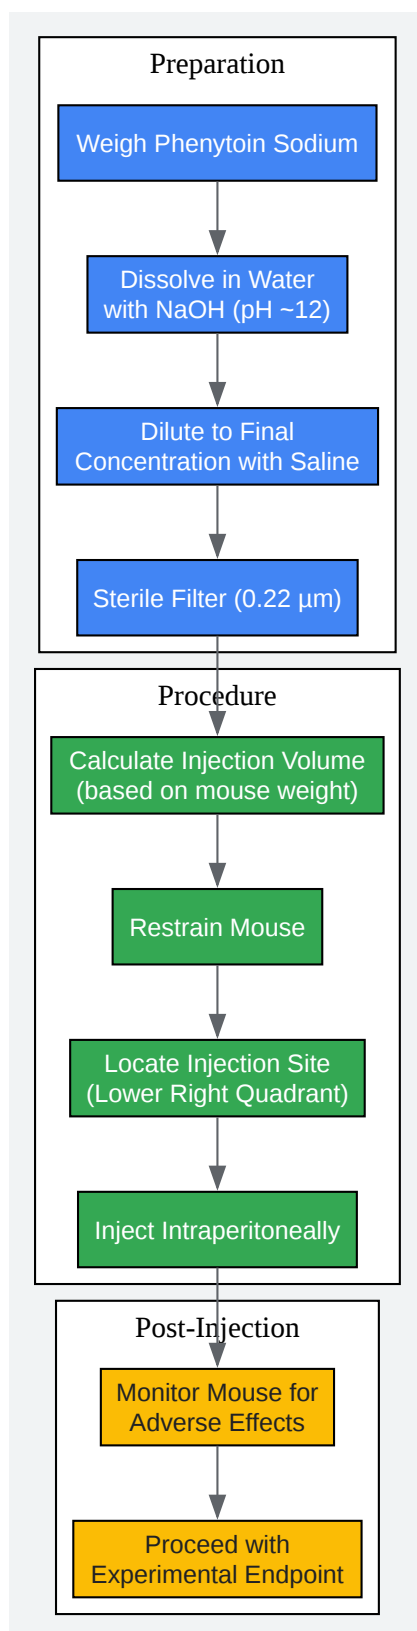 Preparation
Weigh Phenytoin Sodium
Dissolve in Water
with NaOH (pH ~12)
Dilute to Final
Concentration with Saline
Sterile Filter (0.22 µm)
Procedure
Calculate Injection Volume
(based on mouse weight)
Restrain Mouse
Locate Injection Site
(Lower Right Quadrant)
Inject Intraperitoneally
Post-Injection
Monitor Mouse for
Adverse Effects
Proceed with
Experimental Endpoint